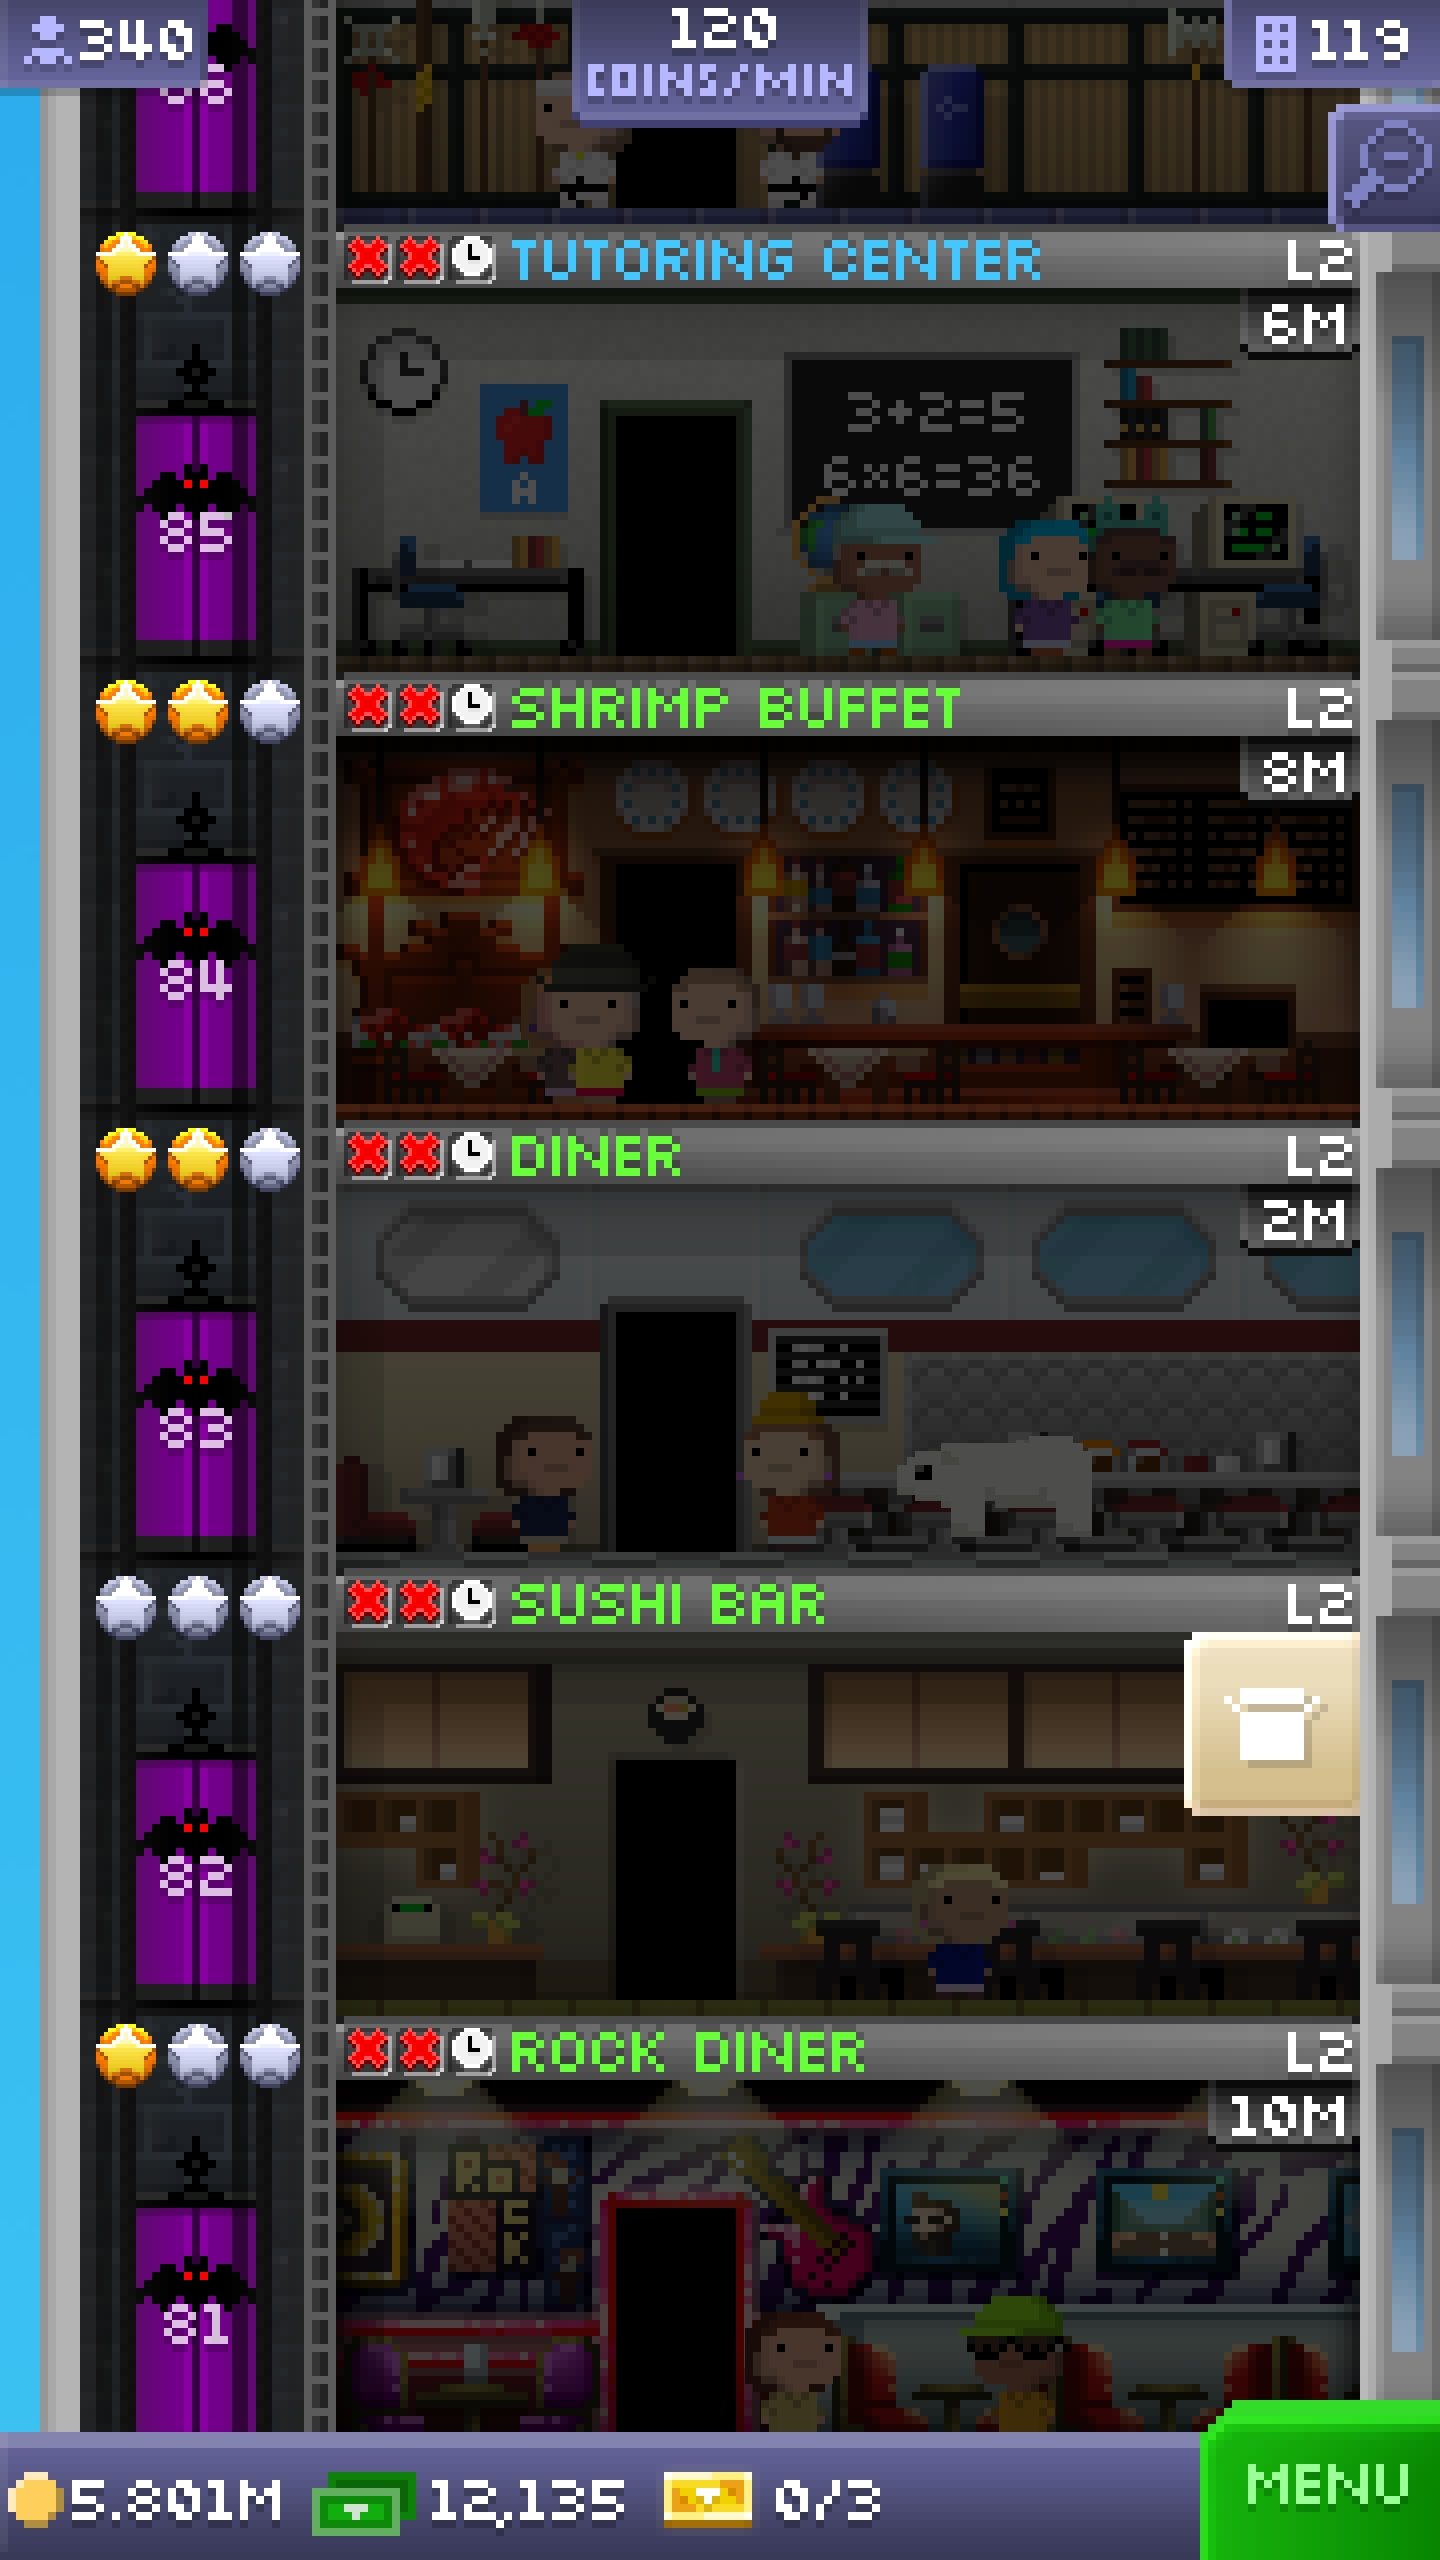 340
120
COINS/MIN
119
TUTORING CENTER
L2
6M
3+2=5
6x6=36
A
85
SHRIMP BUFFET
L2
8M
84
DINER
L2
2M
83
SUSHI BAR
L2
82
ROCK DINER
L2
10M
81
5.801M
12,135
0/3
MENU